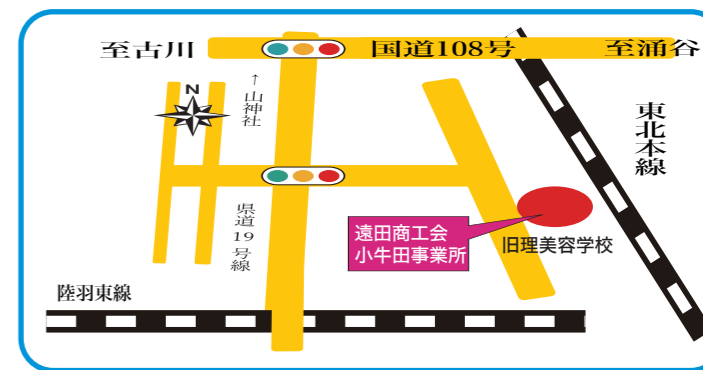 至古川
国道108号
至涌谷
N
↑山神社
東北本線
県道19号線
遠田商工会
小牛田事業所
旧理美容学校
陸羽東線